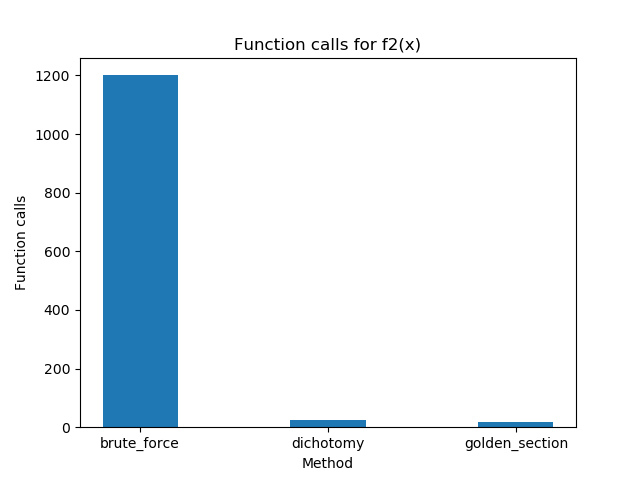 Function calls for f2(x)
Function calls
1200
1000
800
600
400
200
0
brute_force dichotomy golden_section
Method